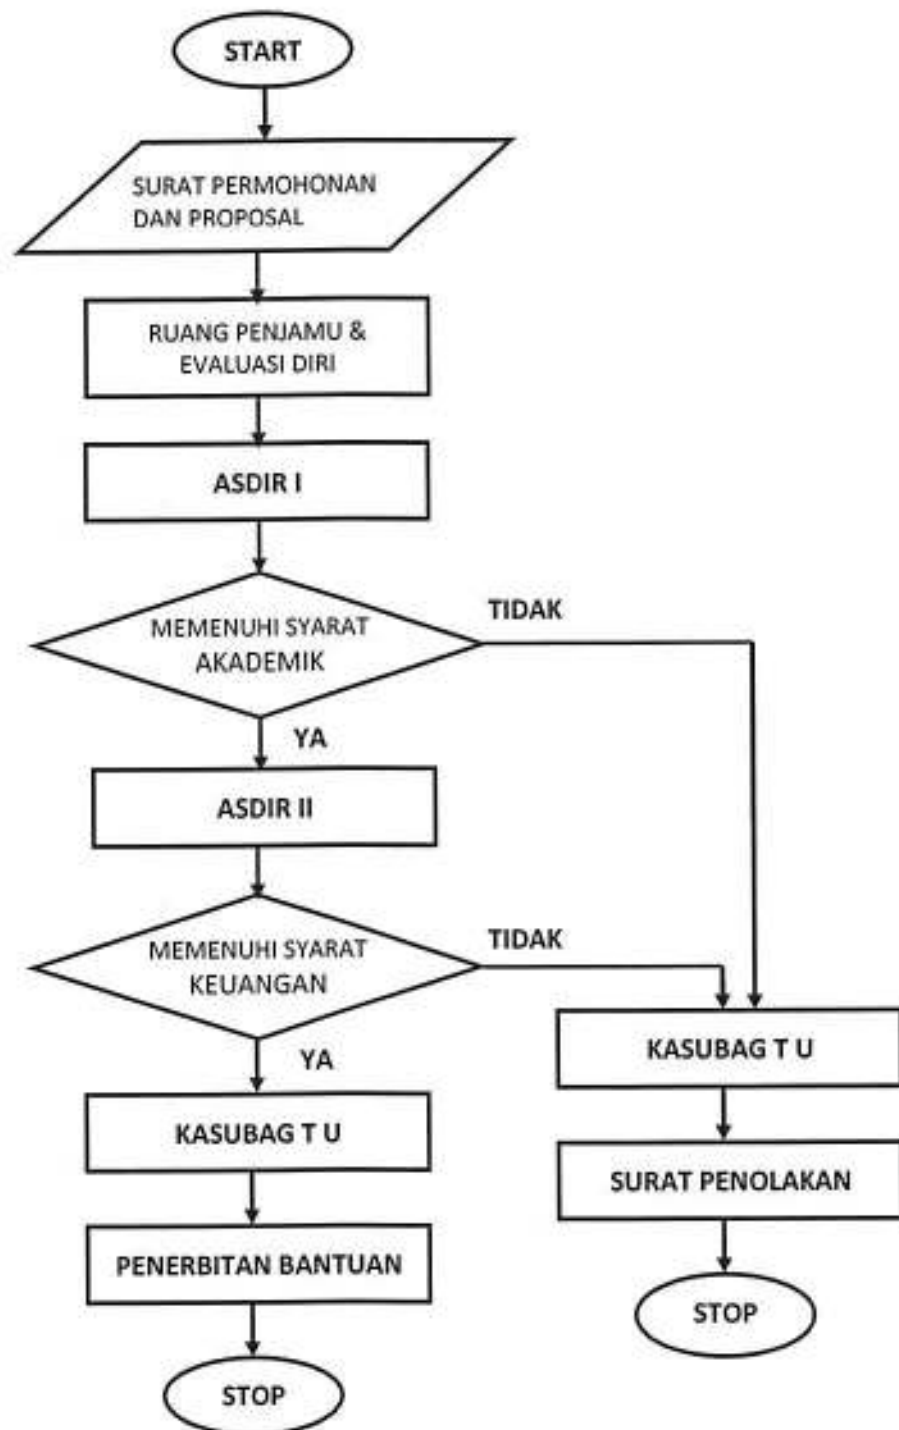 START
SURAT PERMOHONAN
DAN PROPOSAL
RUANG PENJAMU &
EVALUASI DIRI
ASDIR I
MEMENUHI SYARAT
AKADEMIK
TIDAK
YA
ASDIR II
MEMENUHI SYARAT
KEUANGAN
TIDAK
YA
KASUBAG T U
KASUBAG T U
SURAT PENOLAKAN
PENERBITAN BANTUAN
STOP
STOP